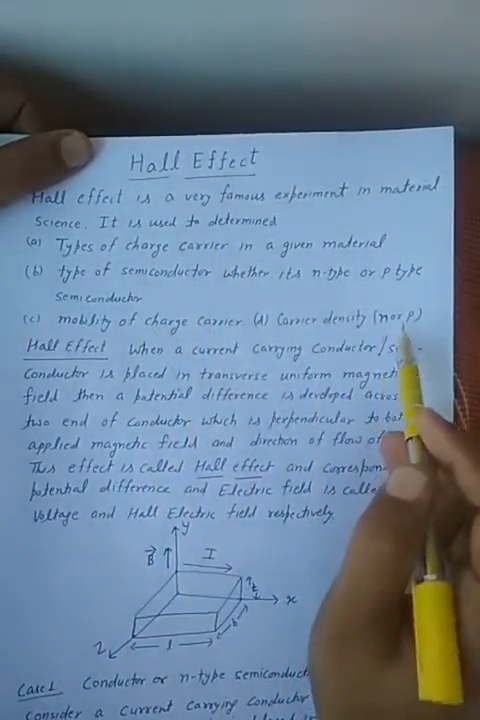 Hall Effect
Hall effect is a very famous experiment in material
Science. It is used to determined
(a) Types of charge carrier in a given material
(b) type of semiconductor whether its n-type or p type
Semiconductor
(c) mobility of charge carrier. (d) Carrier density (n or p)
Hall Effect When a current carrying conductor/
Conductor is placed in transverse uniform
field then a potential difference is devloped
two end of conductor which is perpendicular to
applied magnetic field and direction of flow of
This effect is called Hall effect and
potential difference and Electric field is
Voltage and Hall Electric field respectively.
y
B
I
t
x
b
l
Z
Case 1 Conductor or n-type
Consider a current carrying conductor